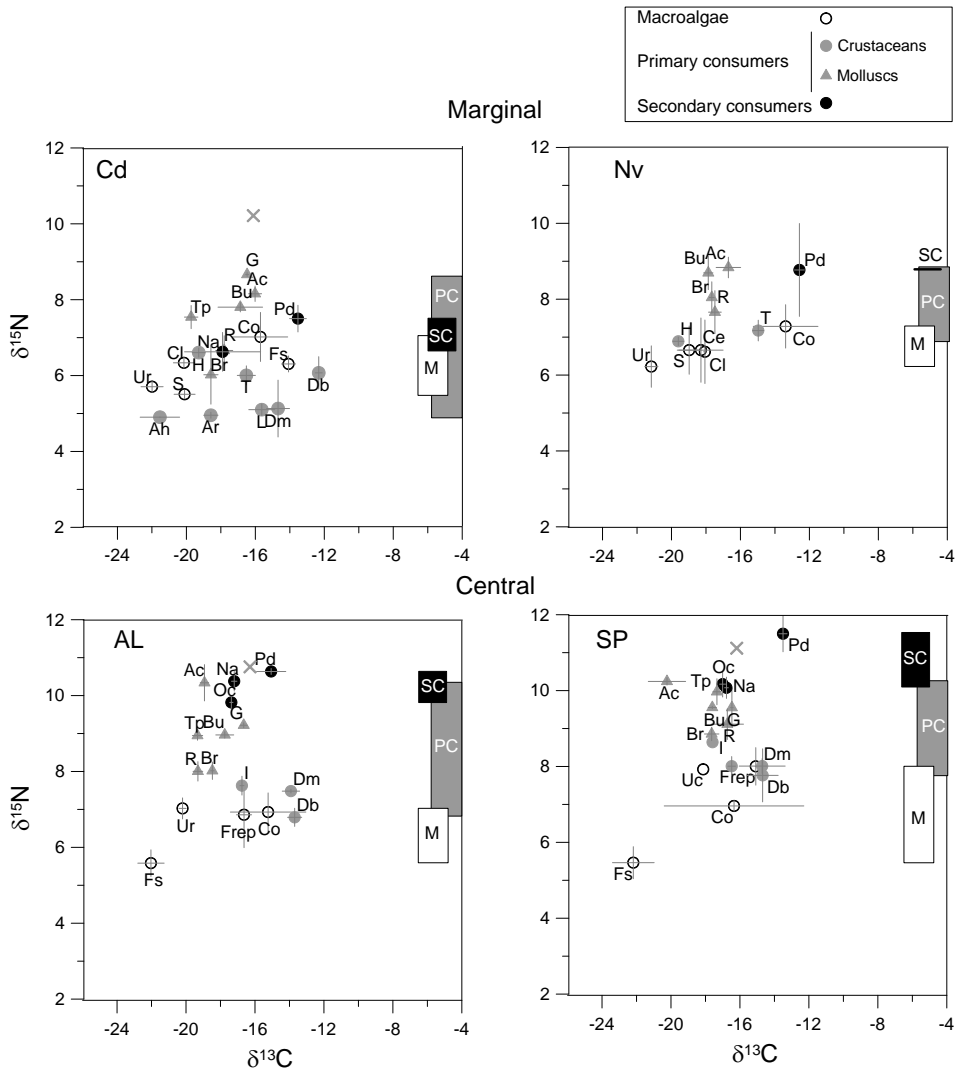 Macroalgae
Crustaceans
Primary consumers
Molluscs
Secondary consumers
Marginal
Cd
12
10
8
6
4
2
δ15N
-24
-20
-16
-12
-8
-4
G
Ac
Bu
Tp
Pd
Co
Na
R
Cl
H
Br
Fs
Ur
S
T
Db
Ah
Ar
L
Dm
PC
SC
M
Nv
12
10
8
6
4
2
-24
-20
-16
-12
-8
-4
Bu
Ac
Pd
Br
R
T
H
Ce
Co
Ur
S
Cl
SC
PC
M
Central
AL
12
10
8
6
4
2
δ15N
-24
-20
-16
-12
-8
-4
δ13C
Ac
Na
Pd
Oc
G
Tp
Bu
R
Br
I
Dm
Ur
Frep
Co
Db
Fs
SC
PC
M
SP
12
10
8
6
4
2
-24
-20
-16
-12
-8
-4
δ13C
Pd
Oc
Tp
Na
Ac
Bu
G
Br
R
I
Dm
Uc
Frep
Db
Co
Fs
SC
PC
M